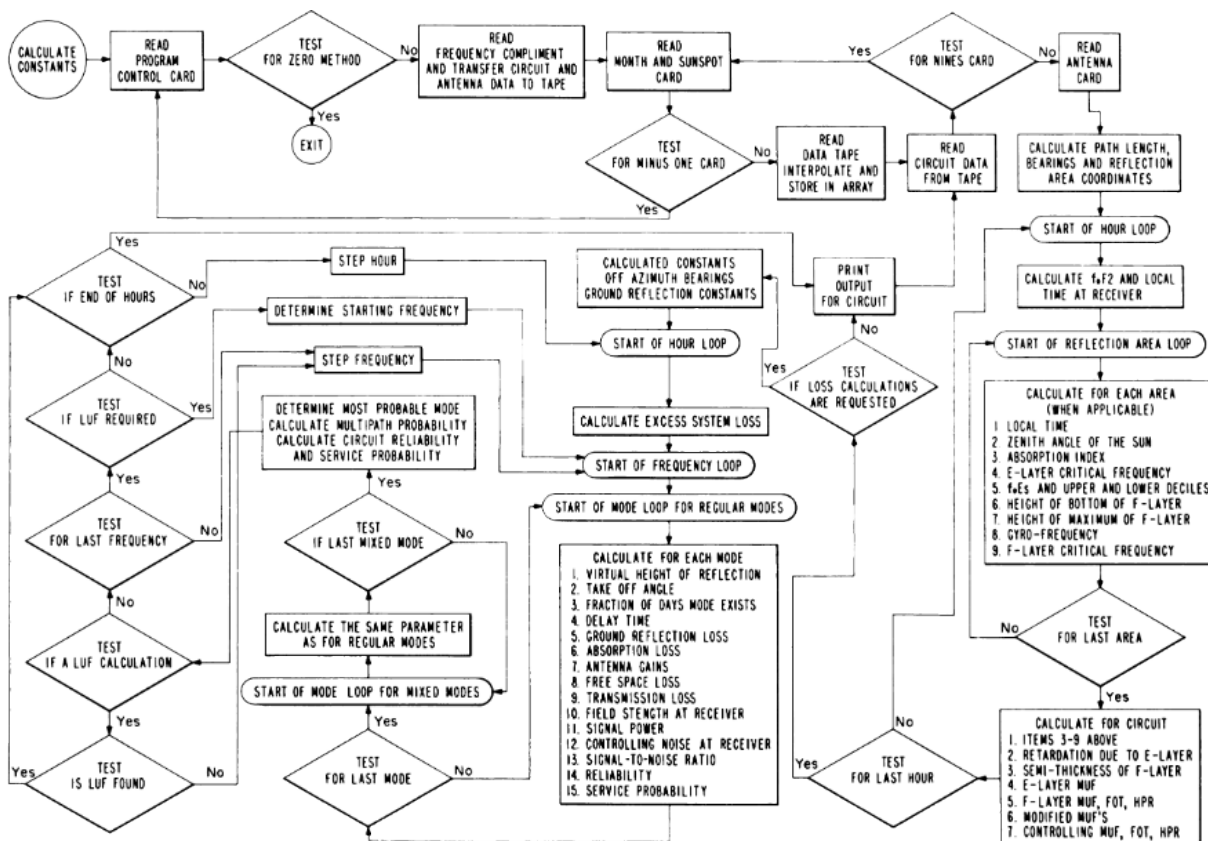 CALCULATE
CONSTANTS
READ
PROGRAM
CONTROL CARD
TEST
FOR ZERO METHOD
No
Yes
EXIT
READ
FREQUENCY COMPLIMENT
AND TRANSFER CIRCUIT AND
ANTENNA DATA TO TAPE
READ
MONTH AND SUNSPOT
CARD
Yes
TEST
FOR NINES CARD
No
READ
ANTENNA
CARD
TEST
FOR MINUS ONE CARD
No
Yes
READ
DATA TAPE
INTERPOLATE AND
STORE IN ARRAY
READ
CIRCUIT DATA
FROM TAPE
CALCULATE PATH LENGTH,
BEARINGS AND REFLECTION
AREA COORDINATES
START OF HOUR LOOP
CALCULATE foF2 AND LOCAL
TIME AT RECEIVER
START OF REFLECTION AREA LOOP
CALCULATE FOR EACH AREA
(WHEN APPLICABLE)
1 LOCAL TIME
2 ZENITH ANGLE OF THE SUN
3. ABSORPTION INDEX
4. E-LAYER CRITICAL FREQUENCY
5. foEs AND UPPER AND LOWER DECILES
6. HEIGHT OF BOTTOM OF F-LAYER
7. HEIGHT OF MAXIMUM OF F-LAYER
8. GYRO-FREQUENCY
9. F-LAYER CRITICAL FREQUENCY
No
TEST
FOR LAST AREA
Yes
CALCULATE FOR CIRCUIT
1. ITEMS 3-9 ABOVE
2. RETARDATION DUE TO E-LAYER
3. SEMI-THICKNESS OF F-LAYER
4. E-LAYER MUF
5. F-LAYER MUF, FOT, HPR
6. MODIFIED MUF'S
7. CONTROLLING MUF, FOT, HPR
No
TEST
FOR LAST HOUR
Yes
PRINT
OUTPUT
FOR CIRCUIT
No
Yes
TEST
IF LOSS CALCULATIONS
ARE REQUESTED
CALCULATED CONSTANTS
OFF AZIMUTH BEARINGS
GROUND REFLECTION CONSTANTS
START OF HOUR LOOP
CALCULATE EXCESS SYSTEM LOSS
START OF FREQUENCY LOOP
START OF MODE LOOP FOR REGULAR MODES
CALCULATE FOR EACH MODE
1. VIRTUAL HEIGHT OF REFLECTION
2. TAKE OFF ANGLE
3. FRACTION OF DAYS MODE EXISTS
4. DELAY TIME
5. GROUND REFLECTION LOSS
6. ABSORPTION LOSS
7. ANTENNA GAINS
8. FREE SPACE LOSS
9. TRANSMISSION LOSS
10. FIELD STENGTH AT RECEIVER
11. SIGNAL POWER
12. CONTROLLING NOISE AT RECEIVER
13. SIGNAL-TO-NOISE RATIO
14. RELIABILITY
15. SERVICE PROBABILITY
TEST
FOR LAST MODE
No
Yes
START OF MODE LOOP FOR MIXED MODES
CALCULATE THE SAME PARAMETER
AS FOR REGULAR MODES
TEST
IF LAST MIXED MODE
No
Yes
DETERMINE MOST PROBABLE MODE
CALCULATE MULTIPATH PROBABILITY
CALCULATE CIRCUIT RELIABILITY
AND SERVICE PROBABILITY
STEP FREQUENCY
DETERMINE STARTING FREQUENCY
STEP HOUR
Yes
TEST
IF END OF HOURS
No
No
TEST
IF LUF REQUIRED
Yes
Yes
TEST
FOR LAST FREQUENCY
No
No
TEST
IF A LUF CALCULATION
Yes
Yes
TEST
IS LUF FOUND
No